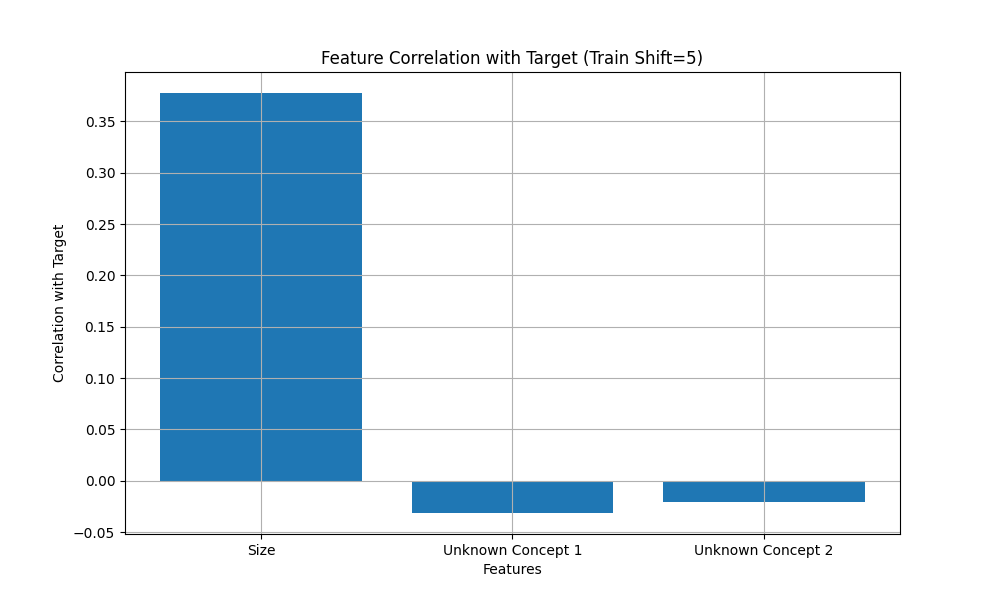 Feature Correlation with Target (Train Shift=5)
Correlation with Target
0.35
0.30
0.25
0.20
0.15
0.10
0.05
0.00
−0.05
Size
Unknown Concept 1
Unknown Concept 2
Features